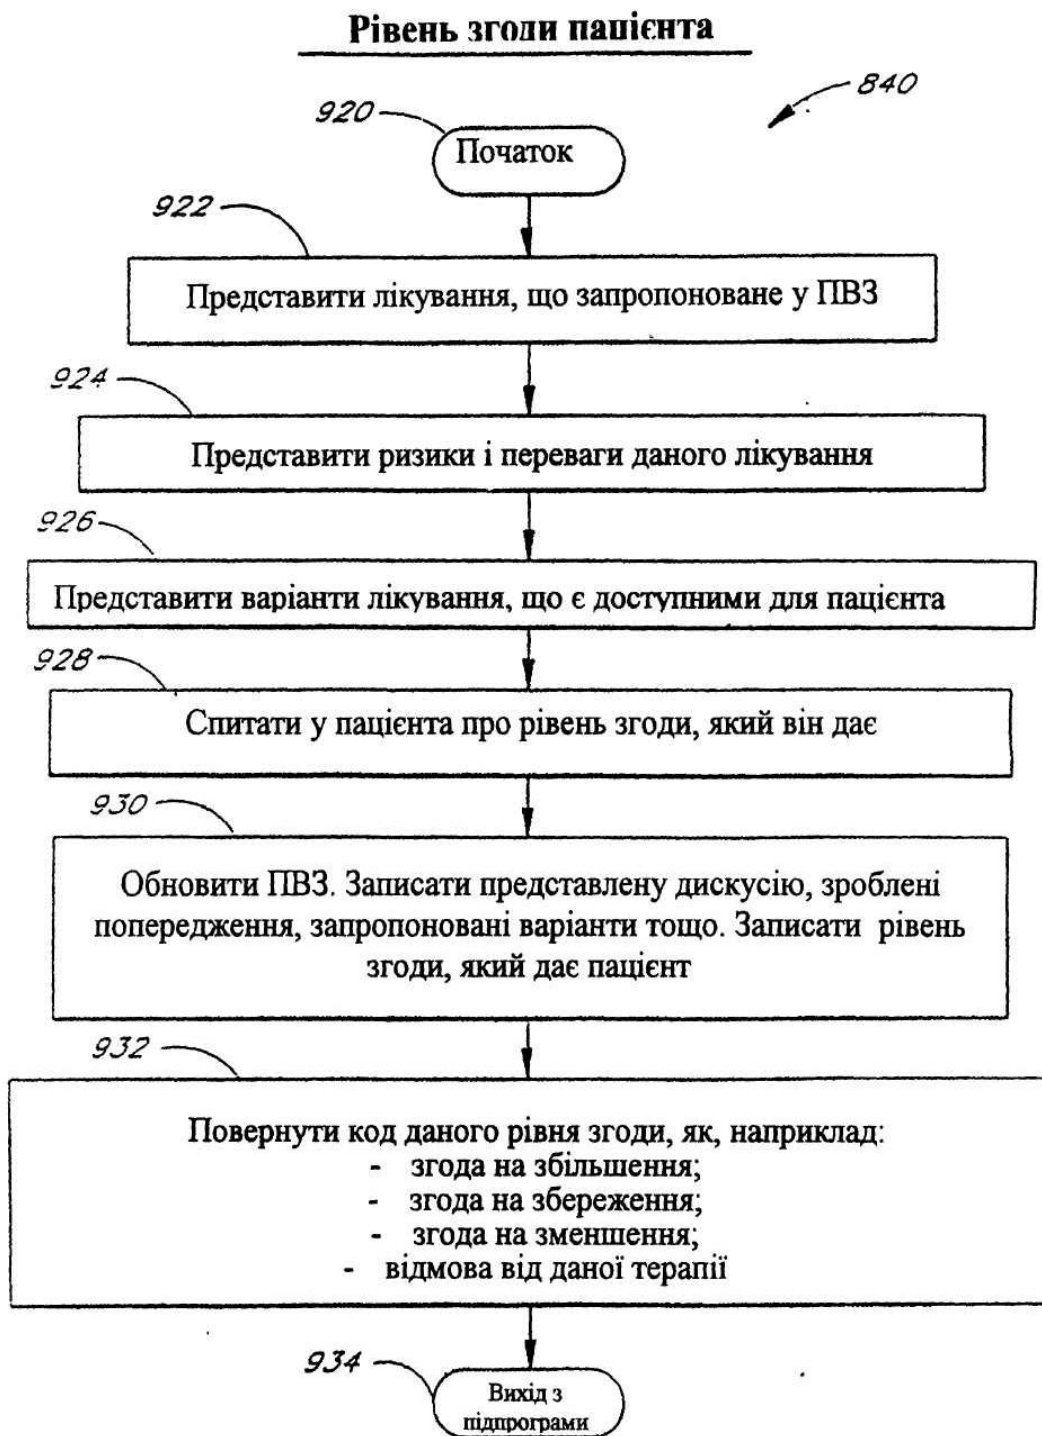 Рівень згоди пацієнта
840
920
Початок
922
Представити лікування, що запропоноване у ПВЗ
924
Представити ризики і переваги даного лікування
926
Представити варіанти лікування, що є доступними для пацієнта
928
Спитати у пацієнта про рівень згоди, який він дає
930
Обновити ПВЗ. Записати представлену дискусію, зроблені
попередження, запропоновані варіанти тощо. Записати рівень
згоди, який дає пацієнт
932
Повернути код даного рівня згоди, як, наприклад:
- згода на збільшення;
- згода на збереження;
- згода на зменшення;
- відмова від даної терапії
934
Вихід з
підпрограми